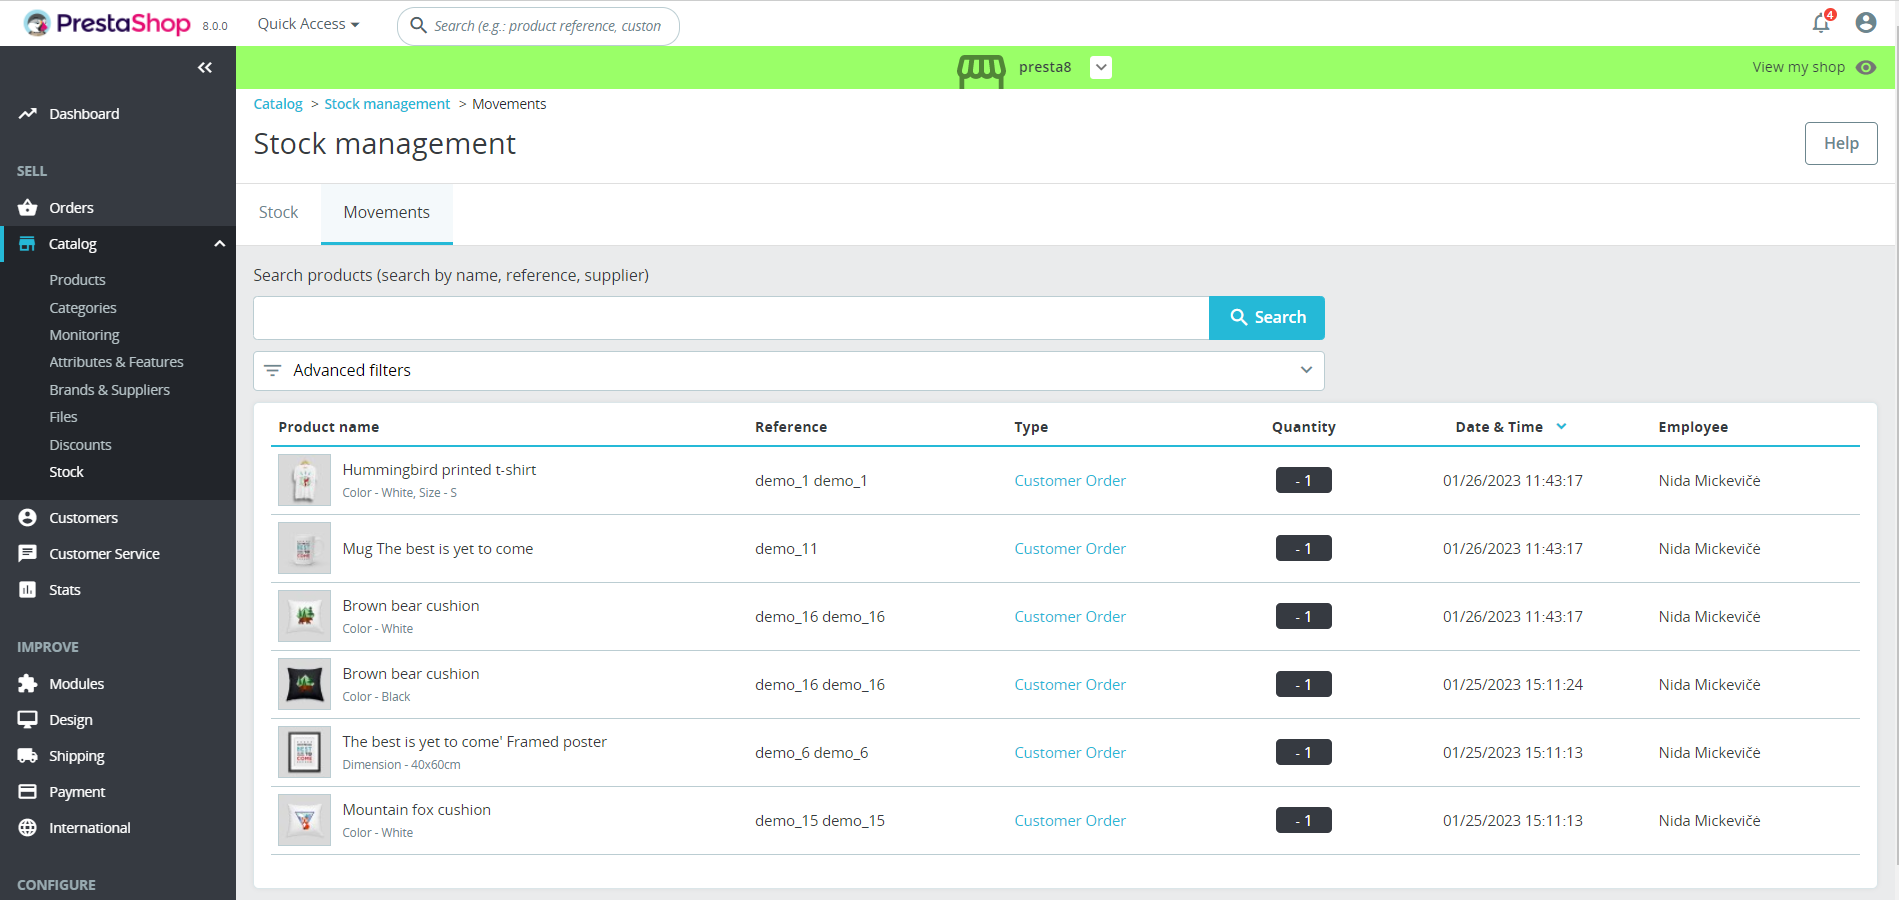 PrestaShop 8.0.0 Quick Access Search (e.g.: product reference, custon 4
presta8 View my shop
Catalog > Stock management > Movements
Stock management
Help
Stock Movements
Dashboard
SELL
Orders
Catalog
Products
Categories
Monitoring
Attributes & Features
Brands & Suppliers
Files
Discounts
Stock
Customers
Customer Service
Stats
IMPROVE
Modules
Design
Shipping
Payment
International
CONFIGURE
Search products (search by name, reference, supplier)
Search
Advanced filters
Product name Reference Type Quantity Date & Time Employee
Hummingbird printed t-shirt
Color - White, Size - S
demo_1 demo_1 Customer Order - 1 01/26/2023 11:43:17 Nida Mickevičė
Mug The best is yet to come demo_11 Customer Order - 1 01/26/2023 11:43:17 Nida Mickevičė
Brown bear cushion
Color - White
demo_16 demo_16 Customer Order - 1 01/26/2023 11:43:17 Nida Mickevičė
Brown bear cushion
Color - Black
demo_16 demo_16 Customer Order - 1 01/25/2023 15:11:24 Nida Mickevičė
The best is yet to come' Framed poster
Dimension - 40x60cm
demo_6 demo_6 Customer Order - 1 01/25/2023 15:11:13 Nida Mickevičė
Mountain fox cushion
Color - White
demo_15 demo_15 Customer Order - 1 01/25/2023 15:11:13 Nida Mickevičė